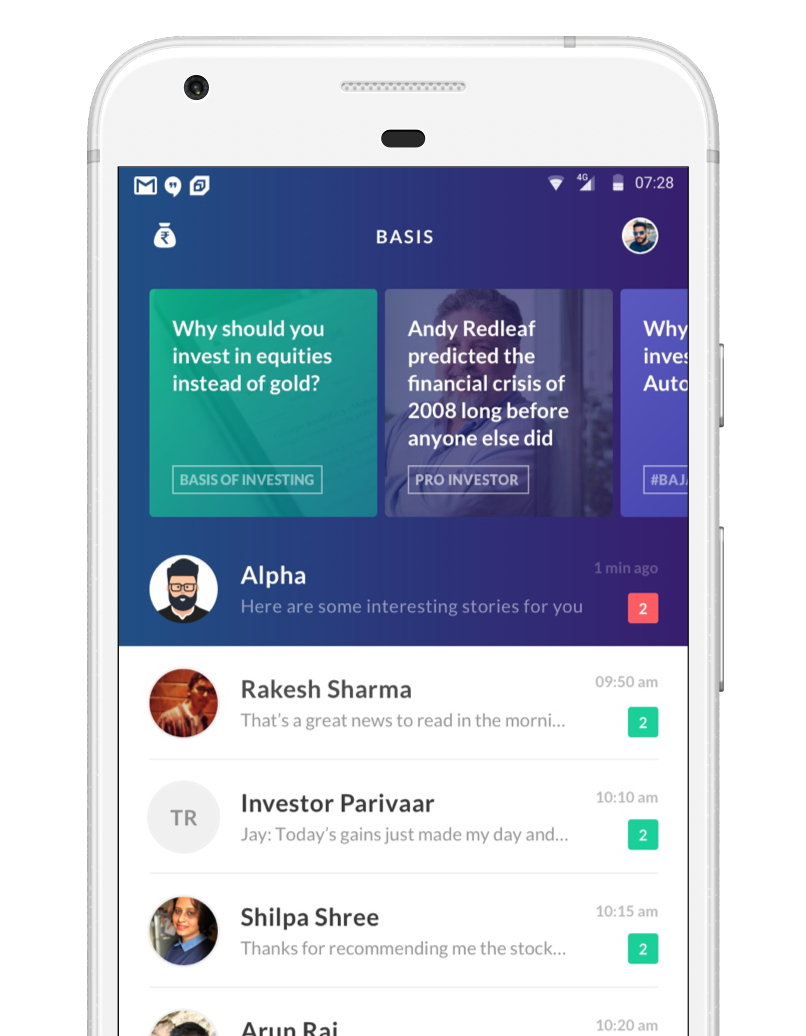 4G
07:28
₹
BASIS
Why should you
invest in equities
instead of gold?
BASIS OF INVESTING
Andy Redleaf
predicted the
financial crisis of
2008 long before
anyone else did
PRO INVESTOR
Why
inves
Auto
#BAJA
Alpha
1 min ago
Here are some interesting stories for you
2
Rakesh Sharma
09:50 am
That's a great news to read in the morni...
2
TR
Investor Parivaar
10:10 am
Jay: Today's gains just made my day and...
2
Shilpa Shree
10:15 am
Thanks for recommending me the stock...
2
Arun Raj
10:20 am